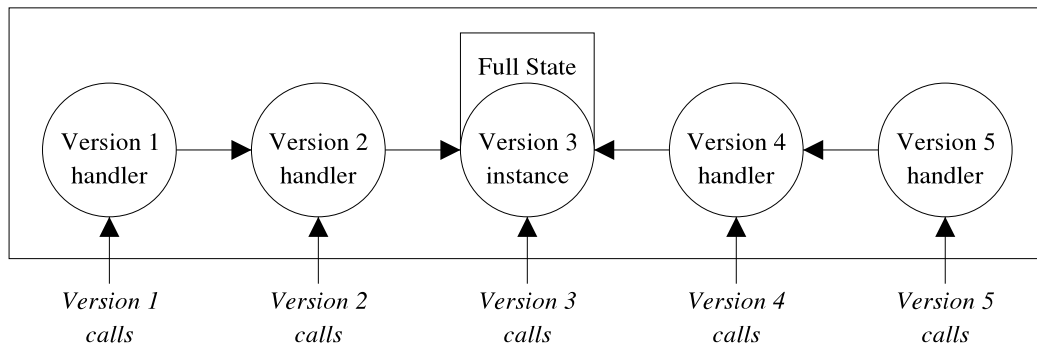 Full State
Version 1
handler
Version 2
handler
Version 3
instance
Version 4
handler
Version 5
handler
Version 1
calls
Version 2
calls
Version 3
calls
Version 4
calls
Version 5
calls